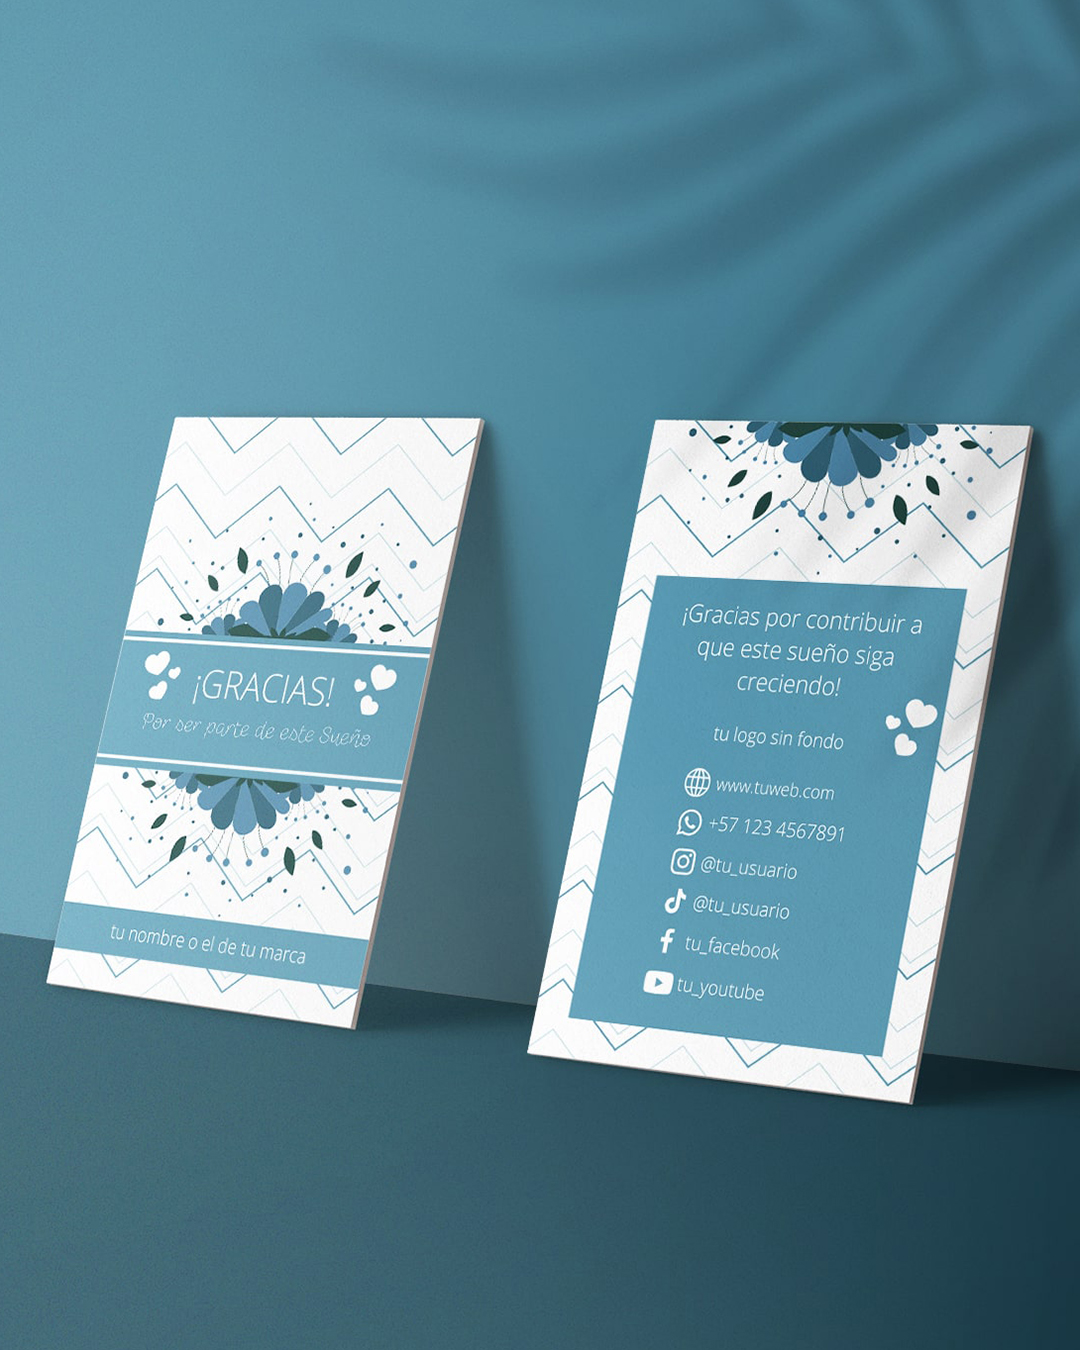 ¡GRACIAS!
Por ser parte de este Sueño
tu nombre o el de tu marca
¡Gracias por contribuir a
que este sueño siga
creciendo!
tu logo sin fondo
www.tuweb.com
+57 123 4567891
@tu_usuario
@tu_usuario
tu_facebook
tu_youtube